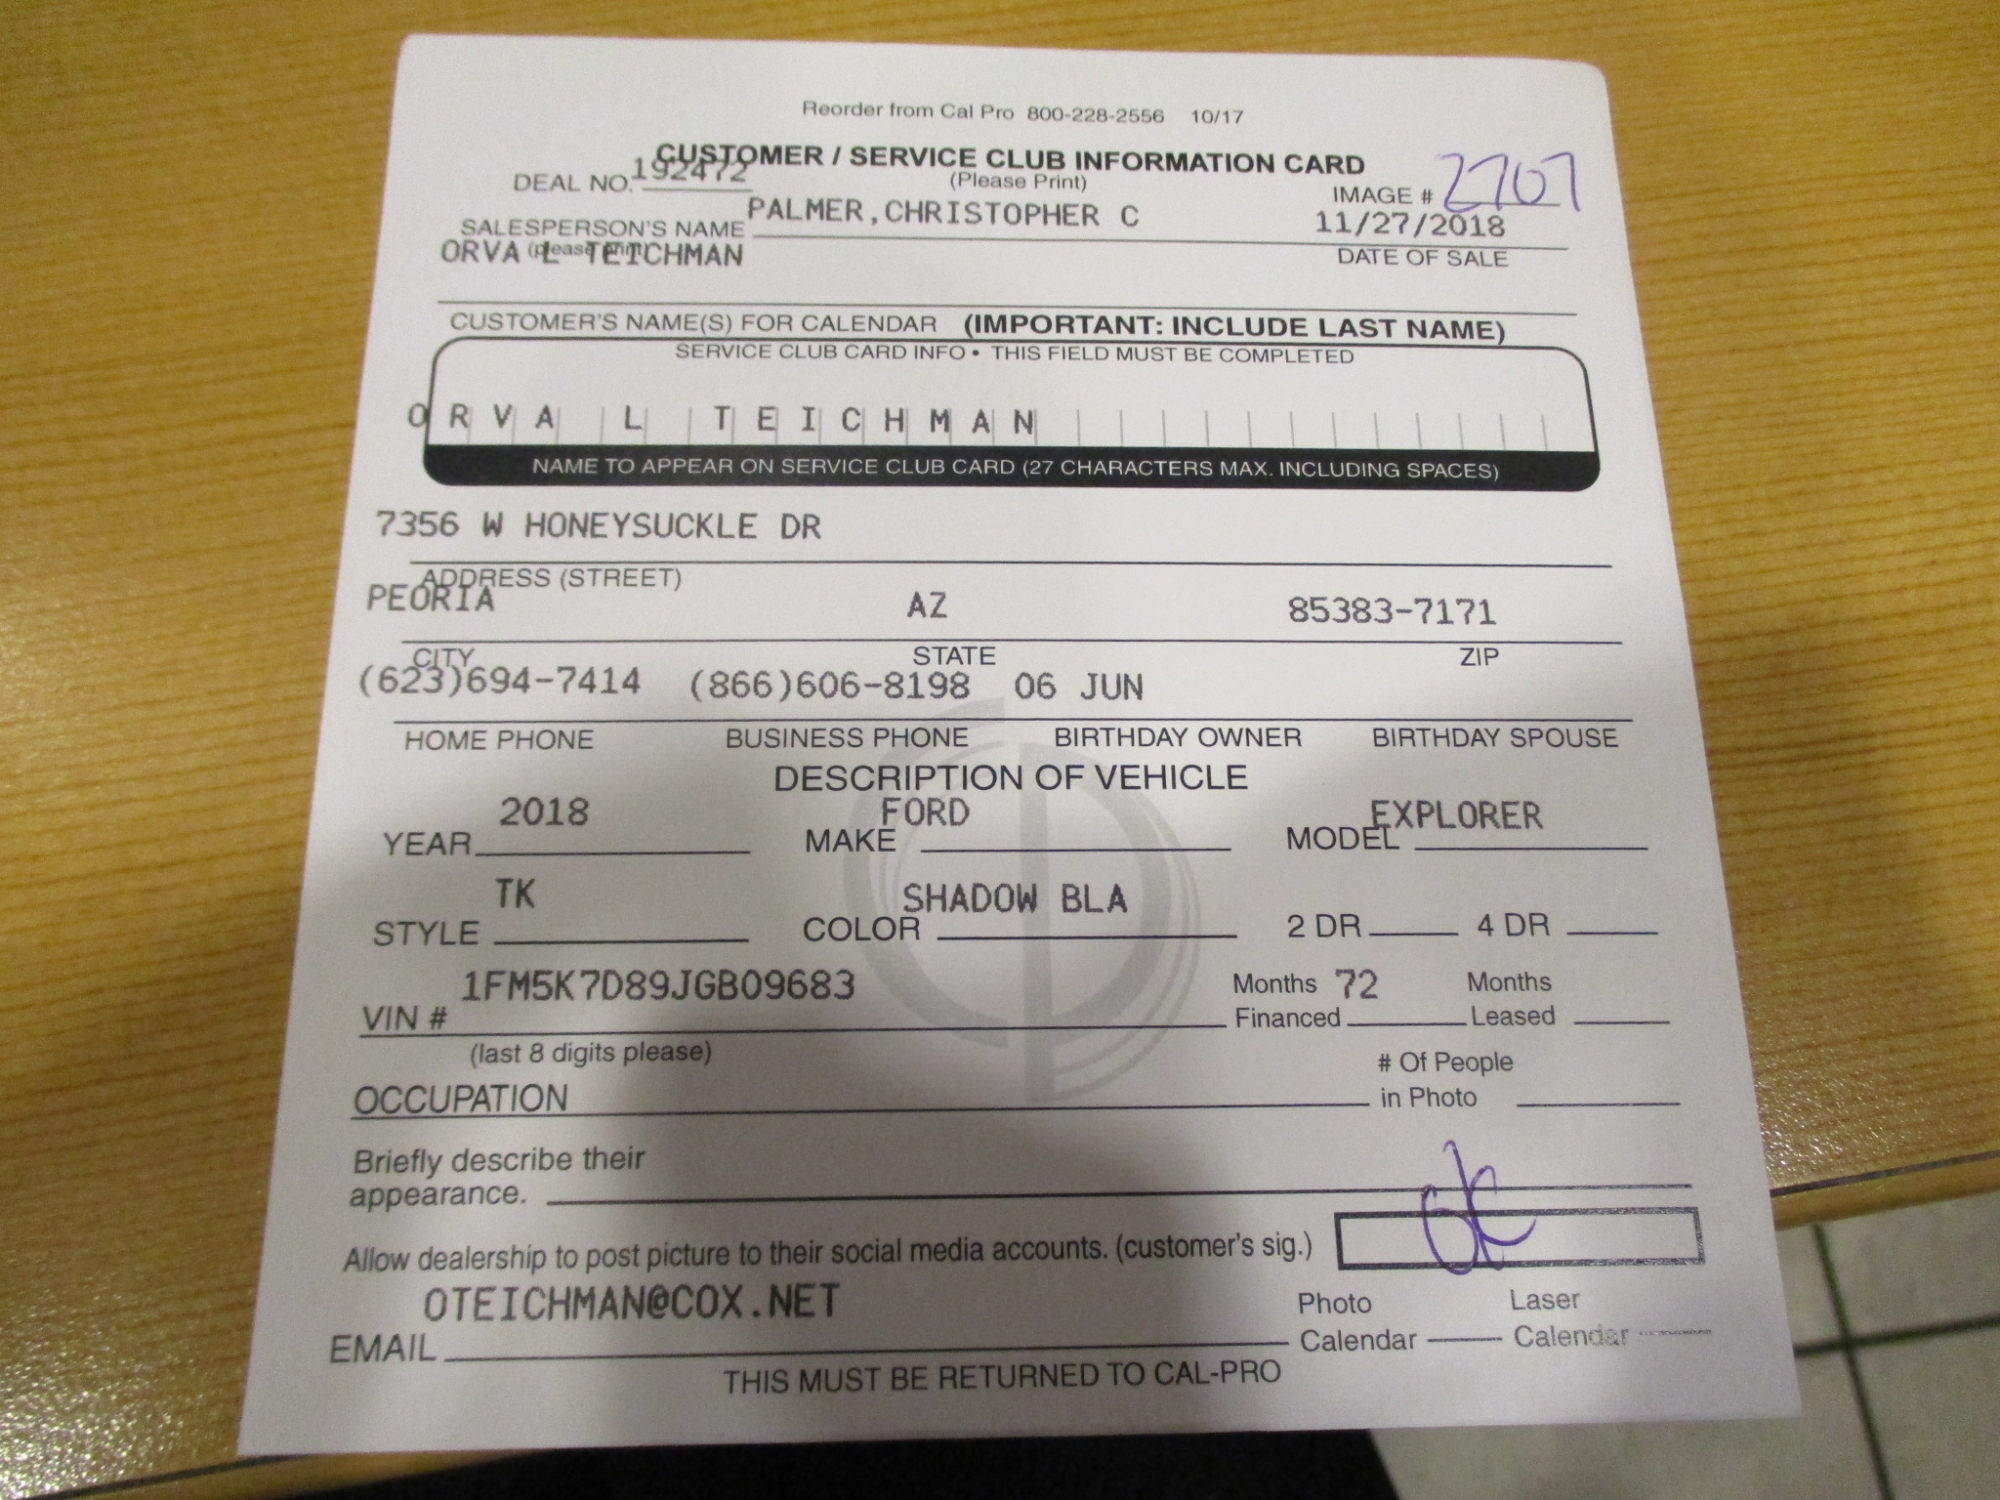 Reorder from Cal Pro 800-228-2556 10/17
CUSTOMER / SERVICE CLUB INFORMATION CARD
DEAL NO. 192472 (Please Print) IMAGE # 2707
SALESPERSON'S NAME PALMER,CHRISTOPHER C 11/27/2018
(please print) DATE OF SALE
ORVA L TEICHMAN
CUSTOMER'S NAME(S) FOR CALENDAR (IMPORTANT: INCLUDE LAST NAME)
SERVICE CLUB CARD INFO • THIS FIELD MUST BE COMPLETED
ORVA L TEICHMAN
NAME TO APPEAR ON SERVICE CLUB CARD (27 CHARACTERS MAX. INCLUDING SPACES)
7356 W HONEYSUCKLE DR
ADDRESS (STREET)
PEORIA AZ 85383-7171
CITY STATE ZIP
(623)694-7414 (866)606-8198 06 JUN
HOME PHONE BUSINESS PHONE BIRTHDAY OWNER BIRTHDAY SPOUSE
DESCRIPTION OF VEHICLE
2018 FORD EXPLORER
YEAR MAKE MODEL
TK SHADOW BLA
STYLE COLOR 2 DR 4 DR
1FM5K7D89JGB09683 Months 72 Months
VIN # Financed Leased
(last 8 digits please) # Of People
OCCUPATION in Photo
Briefly describe their
appearance.
Allow dealership to post picture to their social media accounts. (customer's sig.) ok
OTEICHMAN@COX.NET Photo Laser
EMAIL Calendar Calendar
THIS MUST BE RETURNED TO CAL-PRO